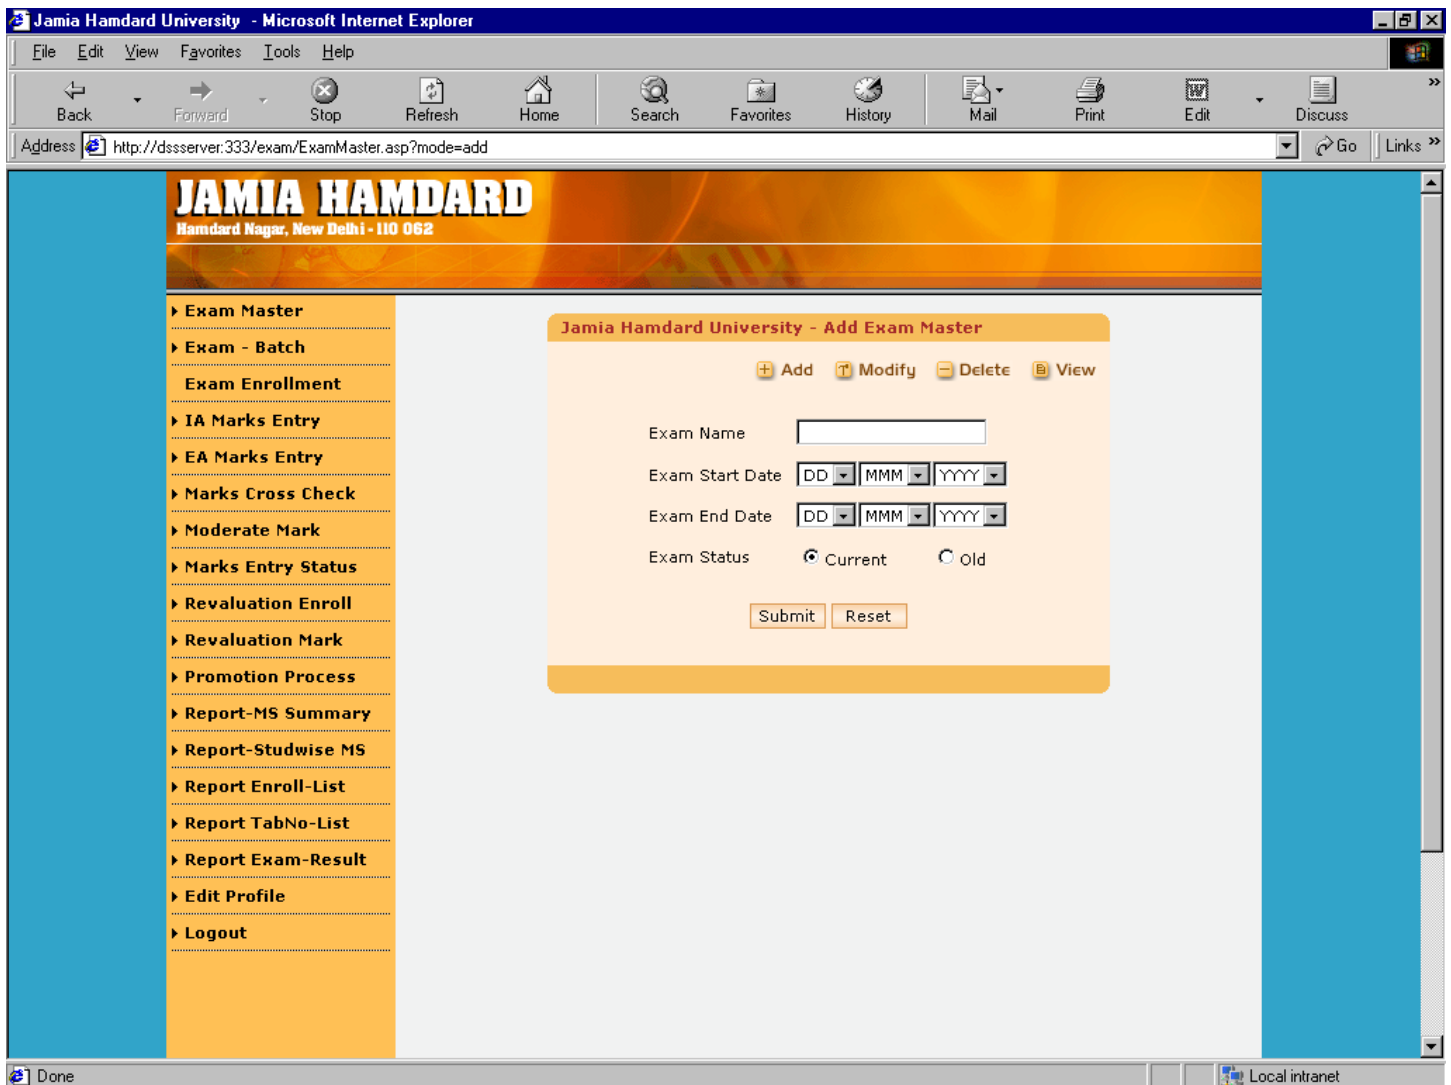 Jamia Hamdard University - Microsoft Internet Explorer
File Edit View Favorites Tools Help
Back Forward Stop Refresh Home Search Favorites History Mail Print Edit Discuss »
Address http://dssserver:333/exam/ExamMaster.asp?mode=add Go Links »
JAMIA HAMDARD
Hamdard Nagar, New Delhi - 110 062
Exam Master
Exam - Batch
Exam Enrollment
IA Marks Entry
EA Marks Entry
Marks Cross Check
Moderate Mark
Marks Entry Status
Revaluation Enroll
Revaluation Mark
Promotion Process
Report-MS Summary
Report-Studwise MS
Report Enroll-List
Report TabNo-List
Report Exam-Result
Edit Profile
Logout
Jamia Hamdard University - Add Exam Master
Add Modify Delete View
Exam Name
Exam Start Date DD MMM YYYY
Exam End Date DD MMM YYYY
Exam Status Current Old
Submit Reset
Done Local intranet